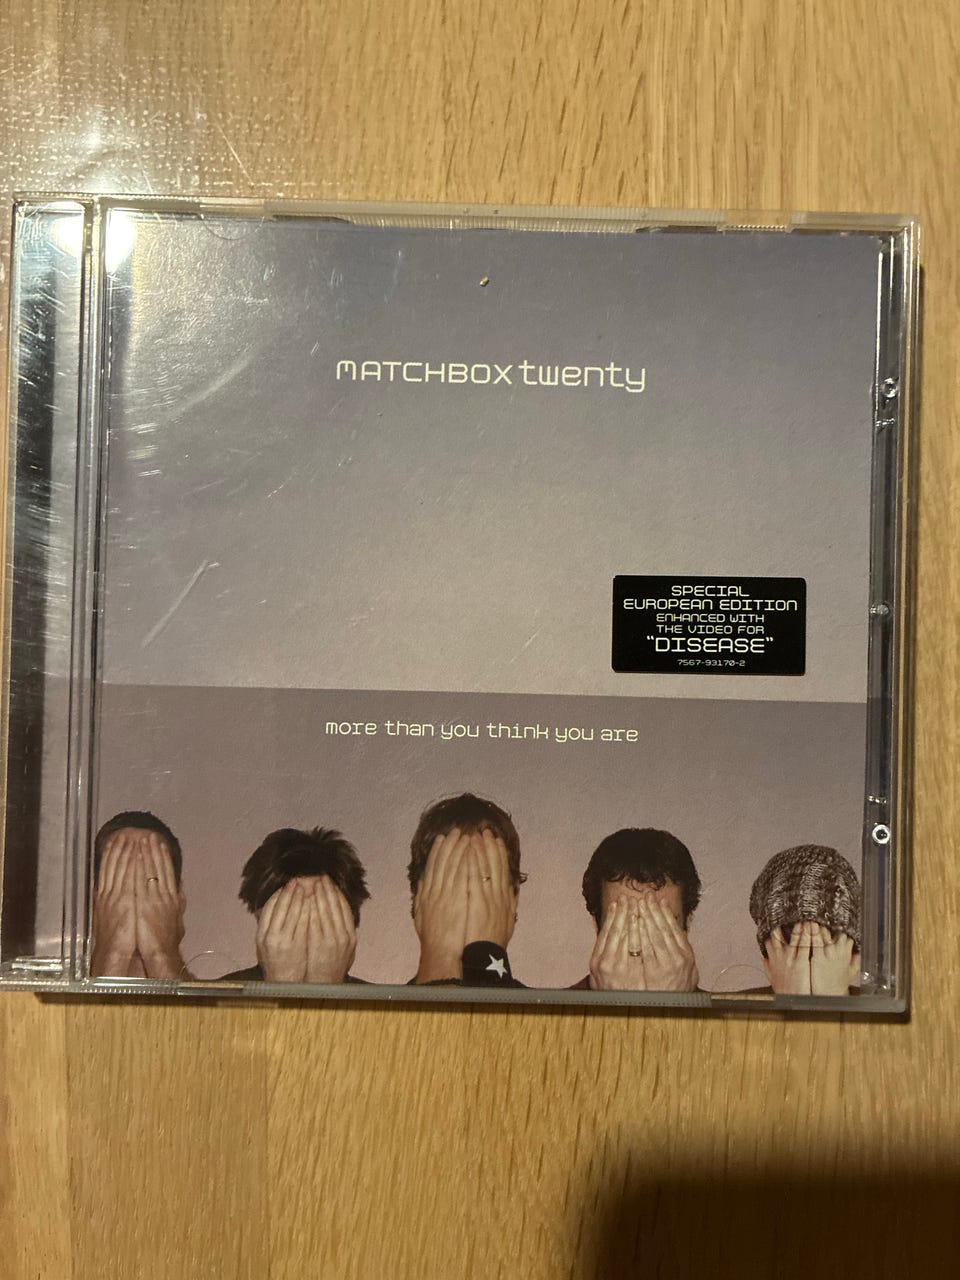 MATCHBOX twenty
SPECIAL
EUROPEAN EDITION
ENHANCED WITH
THE VIDEO FOR
"DISEASE"
7567-93170-2
more than you think you are